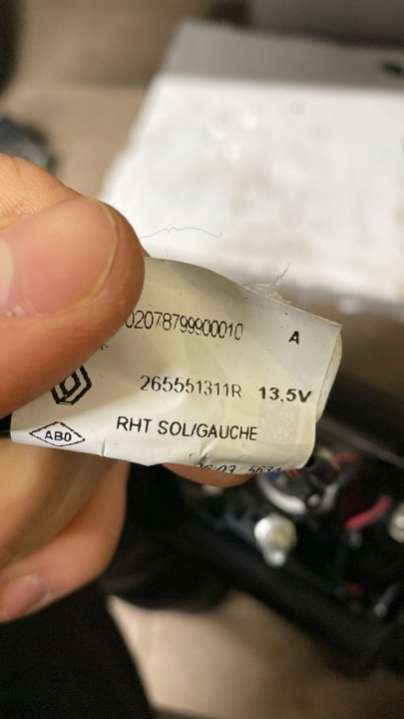 02078799900010 A
265551311R 13,5V
RHT SOL/GAUCHE
ABO